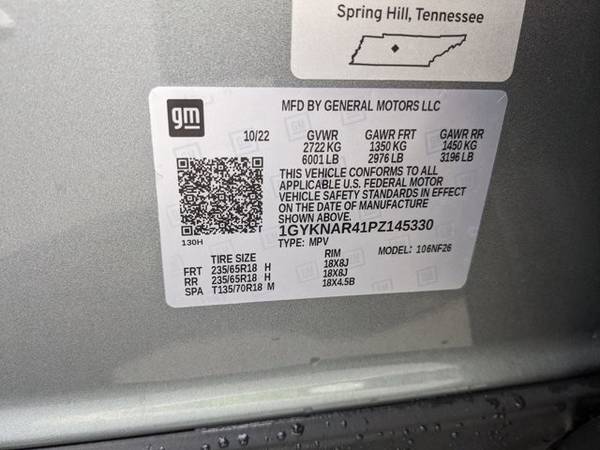 Spring Hill, Tennessee
gm
MFD BY GENERAL MOTORS LLC
10/22 GVWR GAWR FRT GAWR RR
2722 KG 1350 KG 1450 KG
6001 LB 2976 LB 3196 LB
THIS VEHICLE CONFORMS TO ALL
APPLICABLE U.S. FEDERAL MOTOR
VEHICLE SAFETY STANDARDS IN EFFECT
ON THE DATE OF MANUFACTURE
SHOWN ABOVE.
130H
1GYKNAR41PZ145330
TYPE: MPV MODEL: 106NF26
TIRE SIZE RIM
FRT 235/65R18 H 18X8J
RR 235/65R18 H 18X8J
SPA T135/70R18 M 18X4.5B